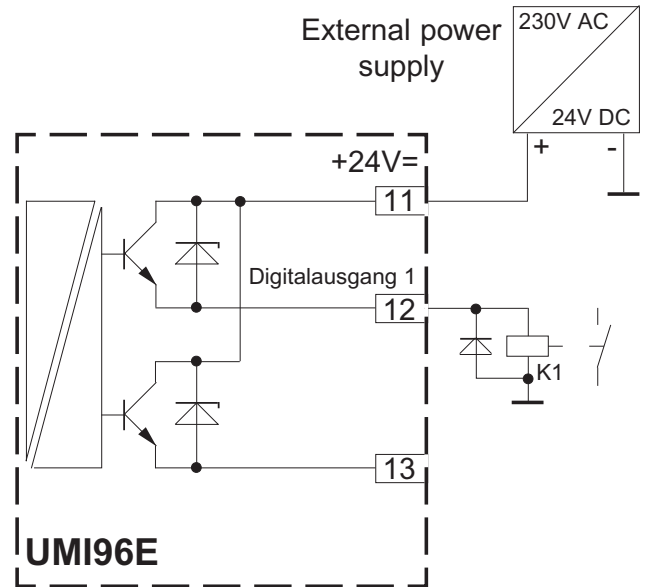 External power
supply
230V AC
24V DC
+ -
+24V=
11
Digitalausgang 1
12
K1
13
UMI96E